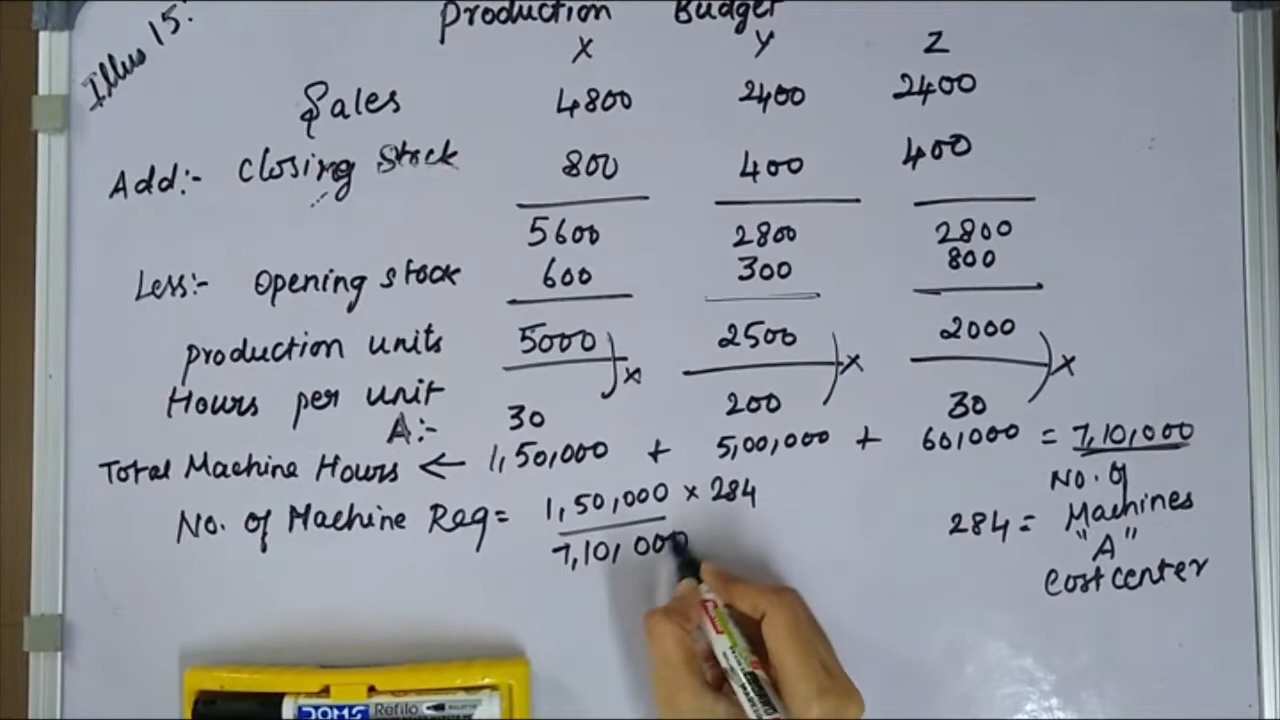 Illus 15:
Production Budget
X Y Z
Sales 4800 2400 2400
Add:- Closing Stock 800 400 400
5600 2800 2800
Less:- Opening stock 600 300 800
production units 5000 2500 2000
x x x
Hours per unit
A:- 30 200 30
Total Machine Hours ← 1,50,000 + 5,00,000 + 60,000 = 7,10,000
No. of Machine Req = 1,50,000 x 284
7,10,000
284 = No. of
Machines
"A"
Cost center
DOMS Refilo